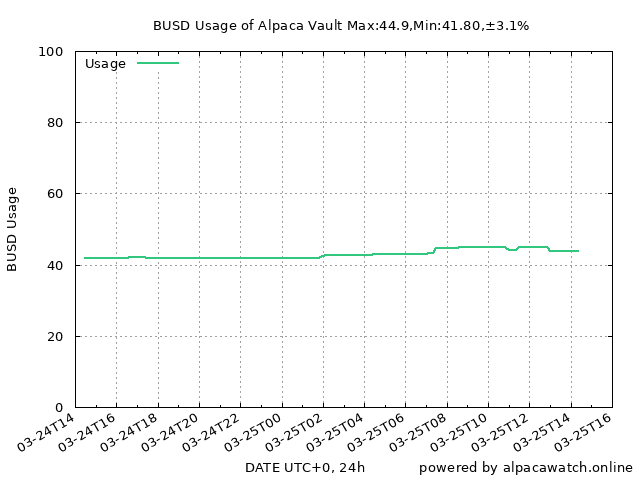 BUSD Usage of Alpaca Vault Max:44.9,Min:41.80,±3.1%
100
Usage
80
60
BUSD Usage
40
20
0
03-24T14 03-24T16 03-24T18 03-24T20 03-24T22 03-25T00 03-25T02 03-25T04 03-25T06 03-25T08 03-25T10 03-25T12 03-25T14 03-25T16
DATE UTC+0, 24h powered by alpacawatch.online